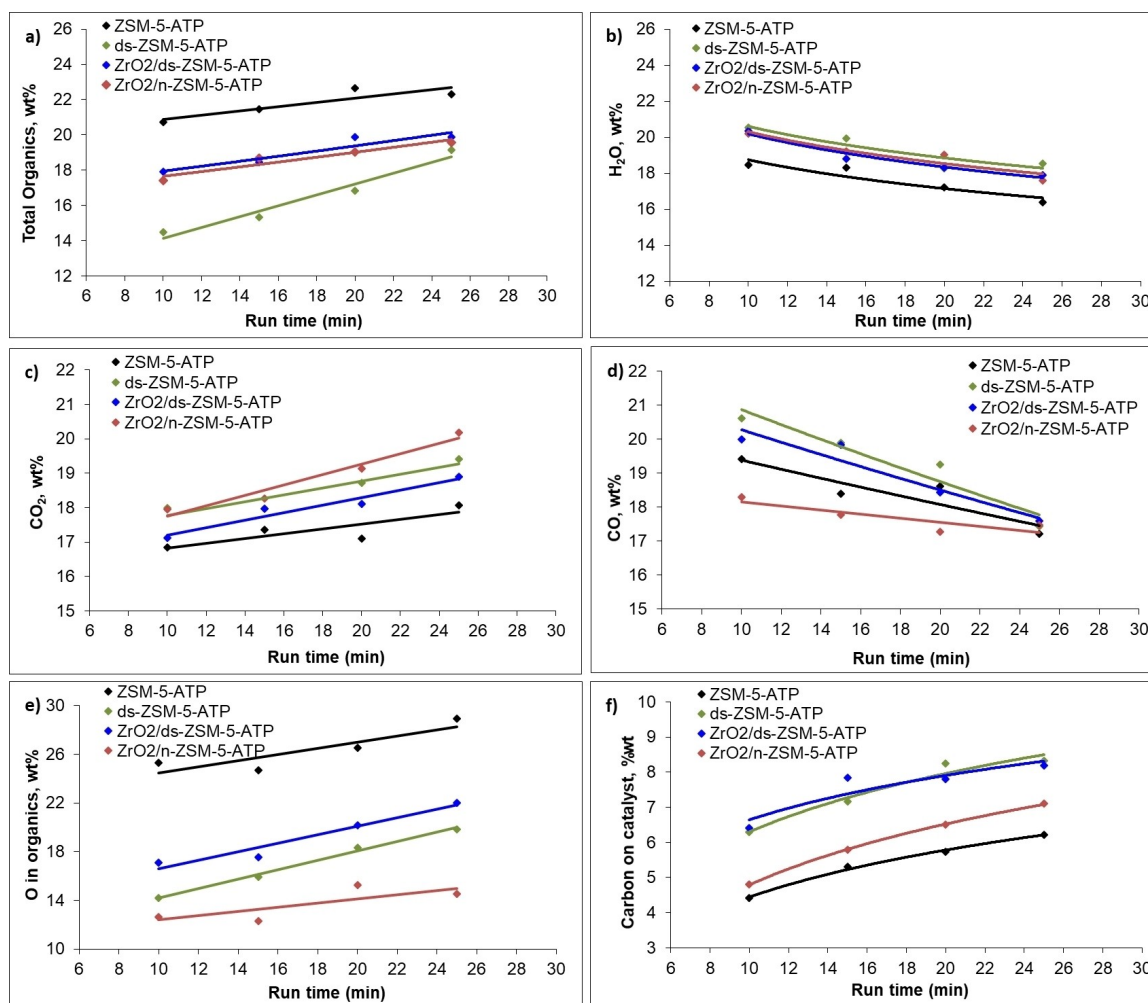 a)
ZSM-5-ATP
ds-ZSM-5-ATP
ZrO2/ds-ZSM-5-ATP
ZrO2/n-ZSM-5-ATP
Total Organics, wt%
26
24
22
20
18
16
14
12
6 8 10 12 14 16 18 20 22 24 26 28 30
Run time (min)
b)
ZSM-5-ATP
ds-ZSM-5-ATP
ZrO2/ds-ZSM-5-ATP
ZrO2/n-ZSM-5-ATP
H₂O, wt%
26
24
22
20
18
16
14
12
6 8 10 12 14 16 18 20 22 24 26 28 30
Run time (min)
c)
ZSM-5-ATP
ds-ZSM-5-ATP
ZrO2/ds-ZSM-5-ATP
ZrO2/n-ZSM-5-ATP
CO₂, wt%
22
21
20
19
18
17
16
15
6 8 10 12 14 16 18 20 22 24 26 28 30
Run time (min)
d)
ZSM-5-ATP
ds-ZSM-5-ATP
ZrO2/ds-ZSM-5-ATP
ZrO2/n-ZSM-5-ATP
CO, wt%
22
21
20
19
18
17
16
15
6 8 10 12 14 16 18 20 22 24 26 28 30
Run time (min)
e)
ZSM-5-ATP
ds-ZSM-5-ATP
ZrO2/ds-ZSM-5-ATP
ZrO2/n-ZSM-5-ATP
O in organics, wt%
30
26
22
18
14
10
6 8 10 12 14 16 18 20 22 24 26 28 30
Run time (min)
f)
ZSM-5-ATP
ds-ZSM-5-ATP
ZrO2/ds-ZSM-5-ATP
ZrO2/n-ZSM-5-ATP
Carbon on catalyst, %wt
10
9
8
7
6
5
4
3
6 8 10 12 14 16 18 20 22 24 26 28 30
Run time (min)